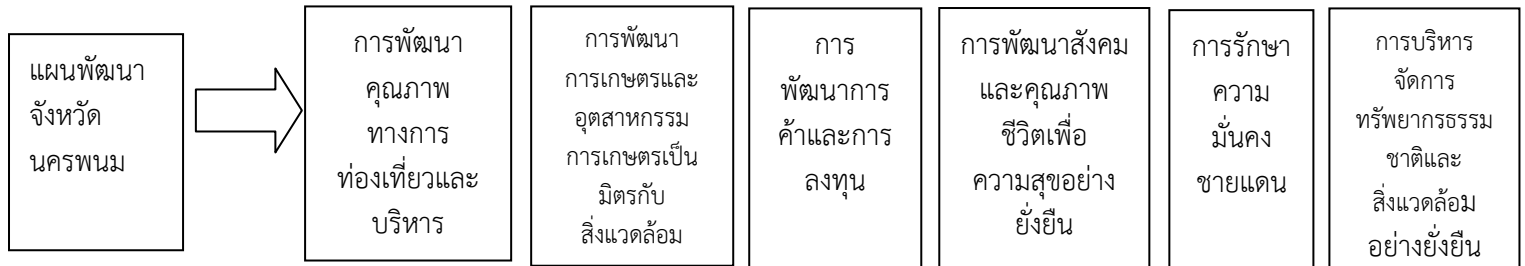 แผนพัฒนา
จังหวัด
นครพนม
การพัฒนา
คุณภาพ
ทางการ
ท่องเที่ยวและ
บริหาร
การพัฒนา
การเกษตรและ
อุตสาหกรรม
การเกษตรเป็น
มิตรกับ
สิ่งแวดล้อม
การ
พัฒนาการ
ค้าและการ
ลงทุน
การพัฒนาสังคม
และคุณภาพ
ชีวิตเพื่อ
ความสุขอย่าง
ยั่งยืน
การรักษา
ความ
มั่นคง
ชายแดน
การบริหาร
จัดการ
ทรัพยากรธรรม
ชาติและ
สิ่งแวดล้อม
อย่างยั่งยืน